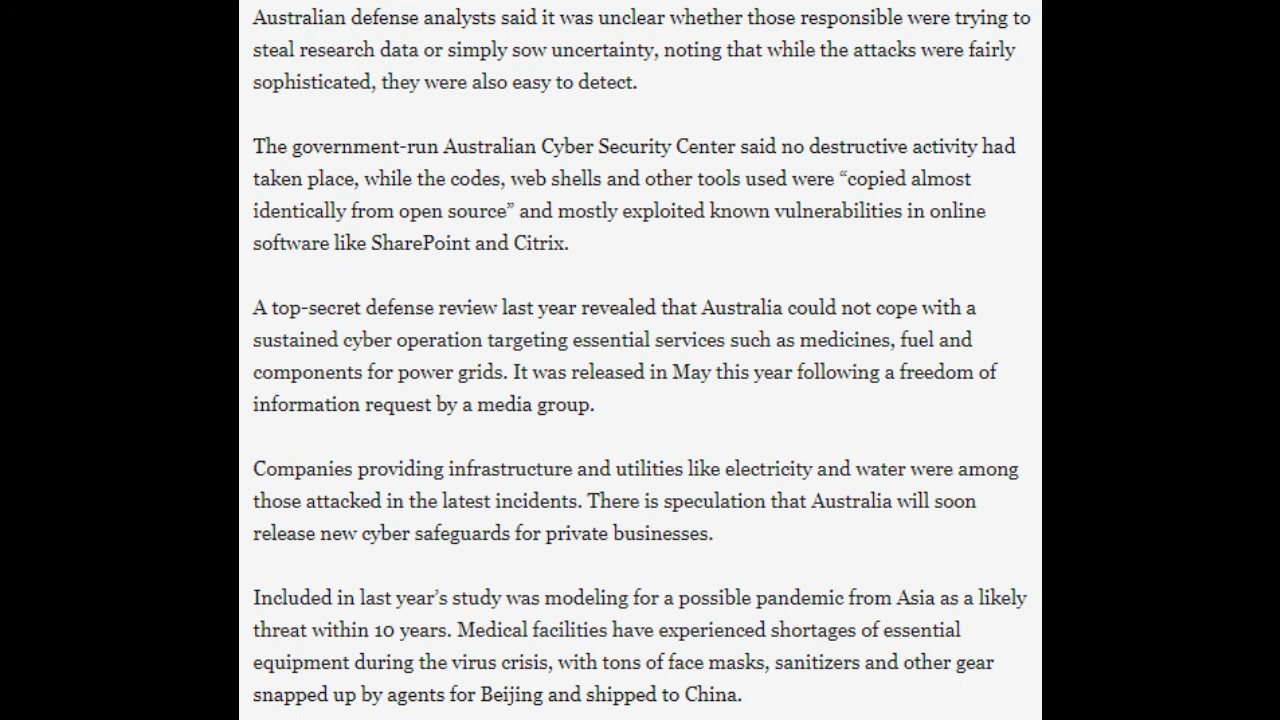 Australian defense analysts said it was unclear whether those responsible were trying to
steal research data or simply sow uncertainty, noting that while the attacks were fairly
sophisticated, they were also easy to detect.
The government-run Australian Cyber Security Center said no destructive activity had
taken place, while the codes, web shells and other tools used were “copied almost
identically from open source” and mostly exploited known vulnerabilities in online
software like SharePoint and Citrix.
A top-secret defense review last year revealed that Australia could not cope with a
sustained cyber operation targeting essential services such as medicines, fuel and
components for power grids. It was released in May this year following a freedom of
information request by a media group.
Companies providing infrastructure and utilities like electricity and water were among
those attacked in the latest incidents. There is speculation that Australia will soon
release new cyber safeguards for private businesses.
Included in last year’s study was modeling for a possible pandemic from Asia as a likely
threat within 10 years. Medical facilities have experienced shortages of essential
equipment during the virus crisis, with tons of face masks, sanitizers and other gear
snapped up by agents for Beijing and shipped to China.